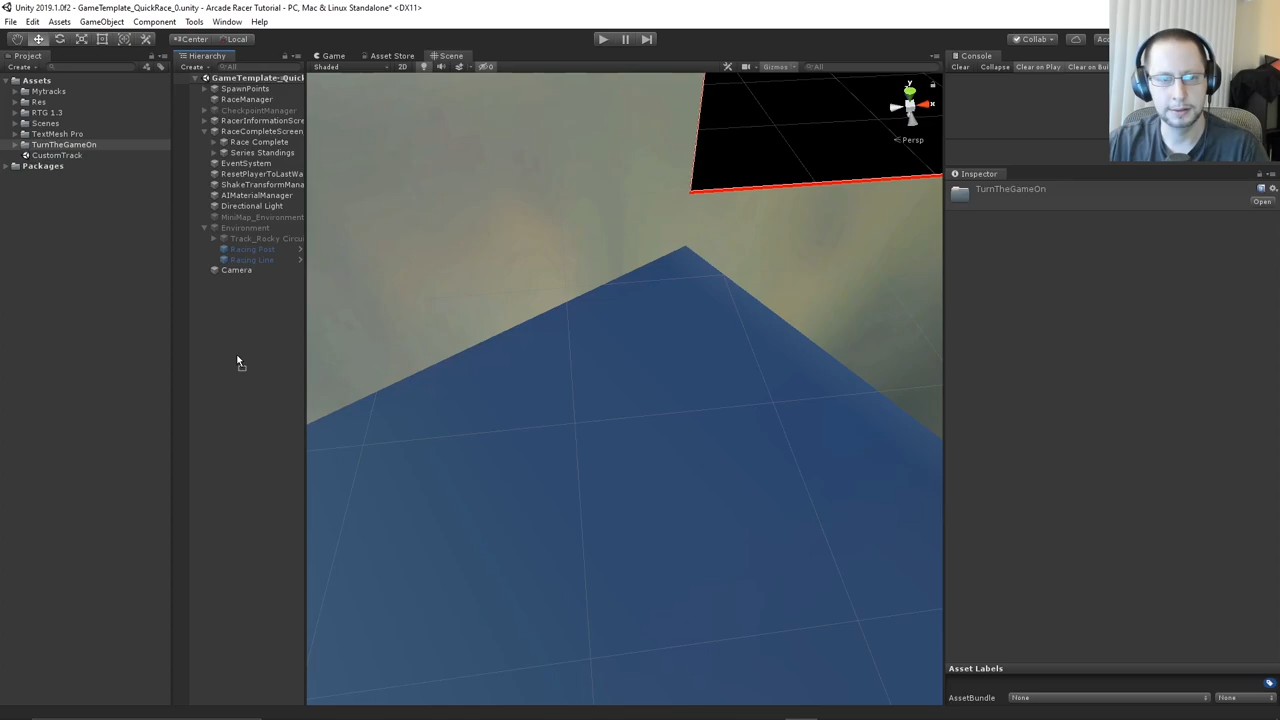 Unity 2019.1.0f2 - GameTemplate_QuickRace_0.unity - Arcade Racer Tutorial - PC, Mac & Linux Standalone* <DX11>
File Edit Assets GameObject Component Tools Window Help
Center Local Collab
Project Hierarchy Game Asset Store Scene Console
Create Create All Shaded 2D Gizmos All Clear Collapse Clear on Play
Assets
Mytracks
Res
RTG 1.3
Scenes
TextMesh Pro
TurnTheGameOn
CustomTrack
Packages
GameTemplate_Quick
SpawnPoints
RaceManager
CheckpointManager
RacerInformationScre
RaceCompleteScreen
Race Complete
Series Standings
EventSystem
ResetPlayerToLastWa
ShakeTransformMana
AIMaterialManager
Directional Light
MiniMap_Environment
Environment
Track_Rocky Circui
Racing Post
Racing Line
Camera
y
x
Persp
Inspector
TurnTheGameOn
Open
Asset Labels
AssetBundle None None